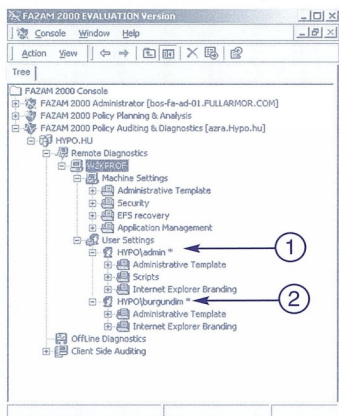 FAZAM 2000 EVALUATION Version
Console Window Help
Action View
Tree
FAZAM 2000 Console
FAZAM 2000 Administrator [bos-fa-ad-01.FULLARMOR.COM]
FAZAM 2000 Policy Planning & Analysis
FAZAM 2000 Policy Auditing & Diagnostics [azra.Hypo.hu]
HYPO.HU
Remote Diagnostics
W2KPROF
Machine Settings
Administrative Template
Security
EFS recovery
Application Management
User Settings
HYPO\admin *
1
Administrative Template
Scripts
Internet Explorer Branding
HYPO\burgundim *
2
Administrative Template
Internet Explorer Branding
OffLine Diagnostics
Client Side Auditing